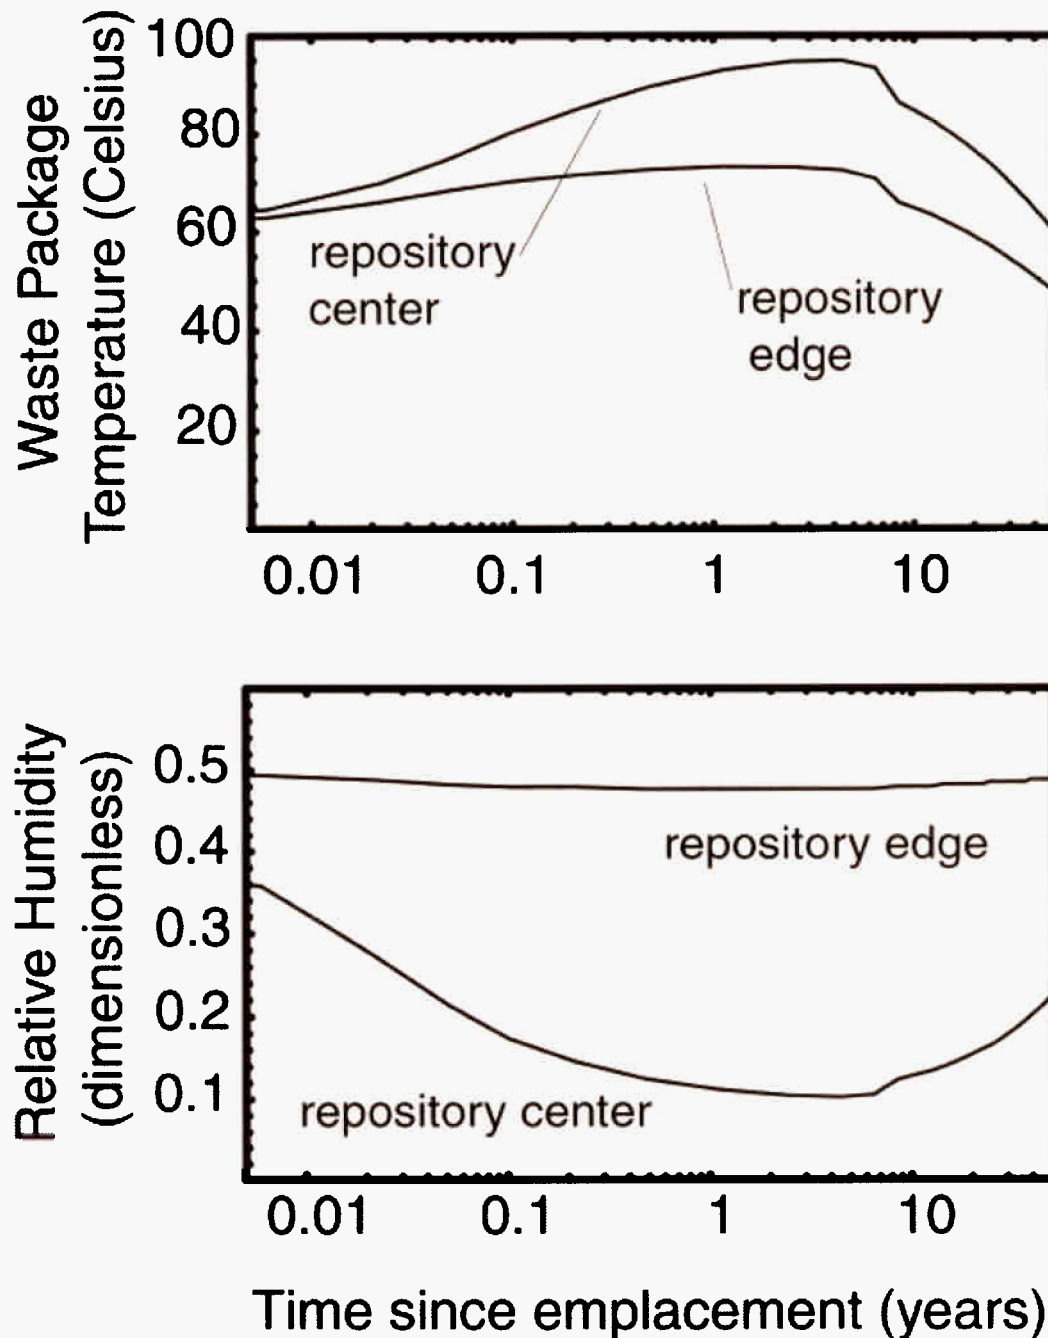 Waste Package
Temperature (Celsius)
100
80
60
40
20
repository
center
repository
edge
0.01 0.1 1 10
Relative Humidity
(dimensionless)
0.5
0.4
0.3
0.2
0.1
repository edge
repository center
0.01 0.1 1 10
Time since emplacement (years)